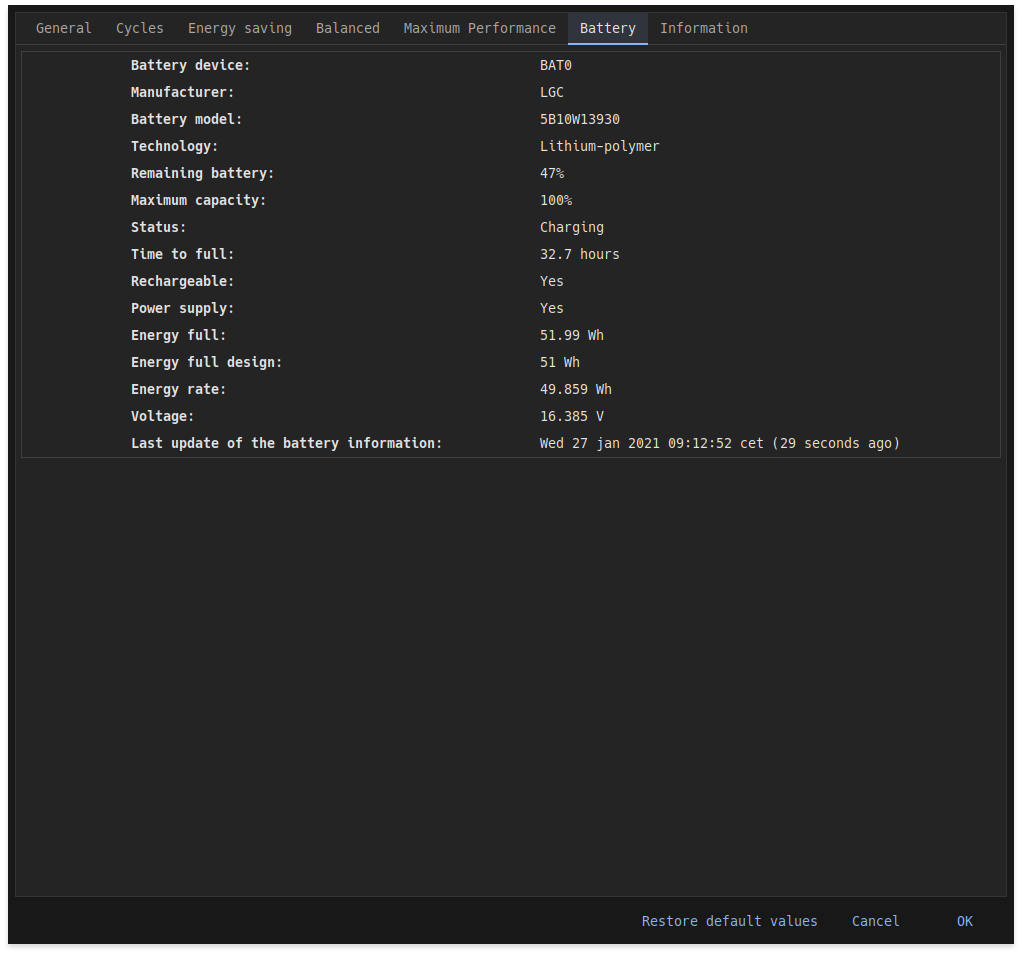 General Cycles Energy saving Balanced Maximum Performance Battery Information
Battery device: BAT0
Manufacturer: LGC
Battery model: 5B10W13930
Technology: Lithium-polymer
Remaining battery: 47%
Maximum capacity: 100%
Status: Charging
Time to full: 32.7 hours
Rechargeable: Yes
Power supply: Yes
Energy full: 51.99 Wh
Energy full design: 51 Wh
Energy rate: 49.859 Wh
Voltage: 16.385 V
Last update of the battery information: Wed 27 jan 2021 09:12:52 cet (29 seconds ago)
Restore default values Cancel OK